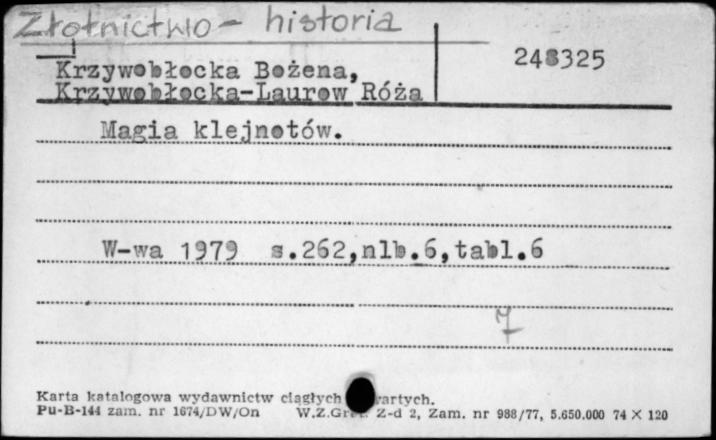 Złotnictwo - historia
248325
Krzywobłocka Bożena,
Krzywobłocka-Laurow Róża
Magia klejnotów.
W-wa 1979 s.262,nlb.6,tabl.6
Karta katalogowa wydawnictw ciągłych
Pu-B-144 zam. nr 1674/DW/On W.Z.Graf. Z-d 2, Zam. nr 988/77, 5.650.000 74 X 120